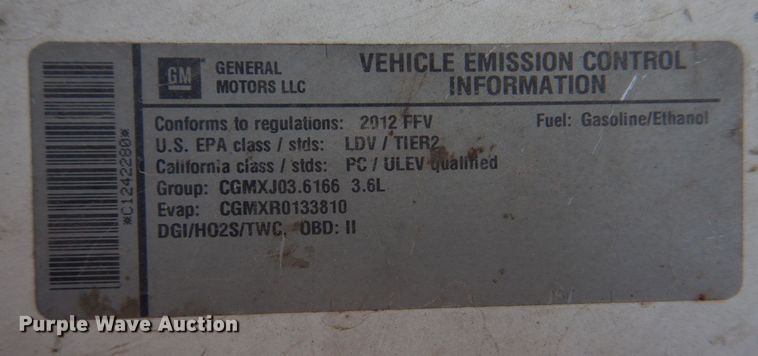 GM
GENERAL MOTORS LLC
VEHICLE EMISSION CONTROL
INFORMATION
Conforms to regulations: 2012 FFV Fuel: Gasoline/Ethanol
U.S. EPA class / stds: LDV / TIER2
California class / stds: PC / ULEV qualified
Group: CGMXJ03.6166 3.6L
Evap: CGMXR0133810
DGI/HO2S/TWC, OBD: II
*C1242280*
Purple Wave Auction